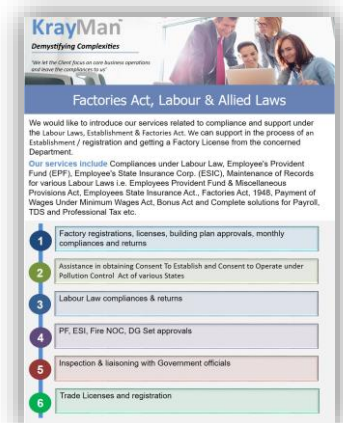 KrayMan
Demystifying Complexities
"We let the Client focus on core business operations
and leave the compliances to us"
Factories Act, Labour & Allied Laws
We would like to introduce our services related to compliance and support under
the Labour Laws, Establishment & Factories Act. We can support in the process of an
Establishment / registration and getting a Factory License from the concerned
Department.
Our services include Compliances under Labour Law, Employee's Provident
Fund (EPF), Employee's State Insurance Corp. (ESIC), Maintenance of Records
for various Labour Laws i.e. Employees Provident Fund & Miscellaneous
Provisions Act, Employees State Insurance Act., Factories Act, 1948, Payment of
Wages Under Minimum Wages Act, Bonus Act and Complete solutions for Payroll,
TDS and Professional Tax etc.
1 Factory registrations, licenses, building plan approvals, monthly
compliances and returns
2 Assistance in obtaining Consent To Establish and Consent to Operate under
Pollution Control Act of various States
3 Labour Law compliances & returns
4 PF, ESI, Fire NOC, DG Set approvals
5 Inspection & liaisoning with Government officials
6 Trade Licenses and registration